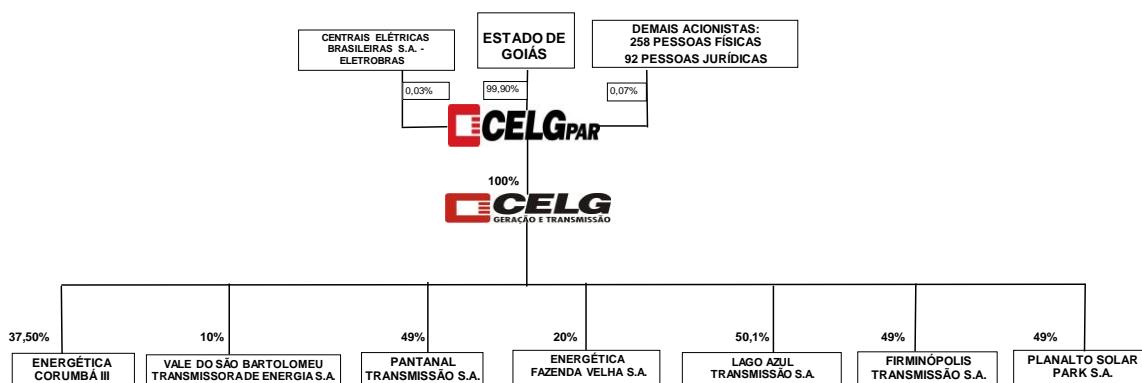 CENTRAIS ELÉTRICAS
BRASILEIRAS S.A. -
ELETROBRAS
ESTADO DE
GOIÁS
DEMAIS ACIONISTAS:
258 PESSOAS FÍSICAS
92 PESSOAS JURÍDICAS
0,03%
99,90%
0,07%
CELGPAR
100%
CELG
GERAÇÃO E TRANSMISSÃO
37,50%
10%
49%
20%
50,1%
49%
49%
ENERGÉTICA
CORUMBÁ III
VALE DO SÃO BARTOLOMEU
TRANSMISSORA DE ENERGIA S.A.
PANTANAL
TRANSMISSÃO S.A.
ENERGÉTICA
FAZENDA VELHA S.A.
LAGO AZUL
TRANSMISSÃO S.A.
FIRMINÓPOLIS
TRANSMISSÃO S.A.
PLANALTO SOLAR
PARK S.A.